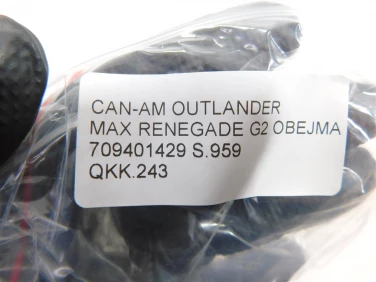 CAN-AM OUTLANDER
MAX RENEGADE G2 OBEJMA
709401429 S.959
QKK.243